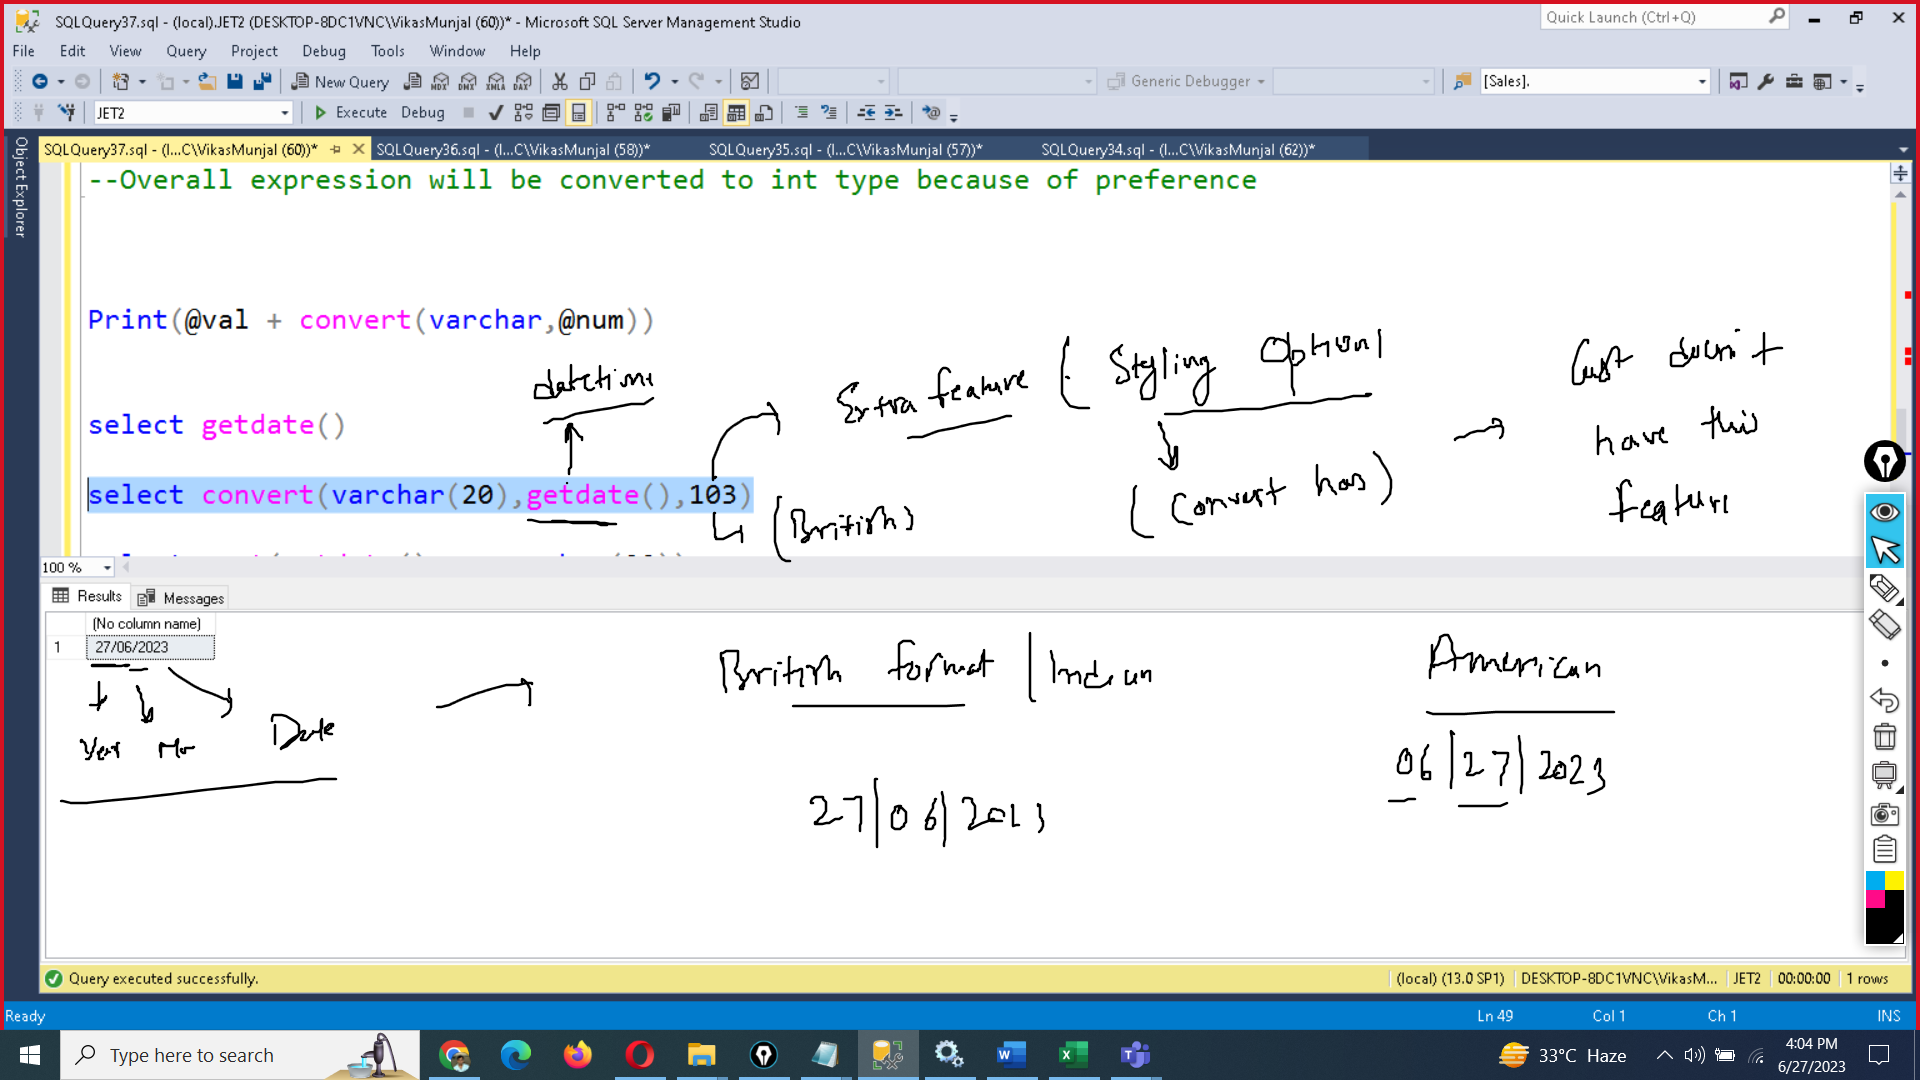 SQLQuery37.sql - (local).JET2 (DESKTOP-8DC1VNC\VikasMunjal (60))* - Microsoft SQL Server Management Studio
Quick Launch (Ctrl+Q)
File Edit View Query Project Debug Tools Window Help
New Query
MDX DMX XMLA DAX
Generic Debugger
[Sales].
JET2
Execute Debug
Object Explorer
SQLQuery37.sql - (l...C\VikasMunjal (60))*
SQLQuery36.sql - (l...C\VikasMunjal (58))*
SQLQuery35.sql - (l...C\VikasMunjal (57))*
SQLQuery34.sql - (l...C\VikasMunjal (62))*
--Overall expression will be converted to int type because of preference
Print(@val + convert(varchar,@num))
datetime
Extra feature ( Styling Option)
Cast doesn't
have this
feature
select getdate()
select convert(varchar(20),getdate(),103)
(British)
(Convert has)
100 %
Results Messages
(No column name)
1 27/06/2023
Year Mo Date
British format | Indian
American
27/06/2023
06/27/2023
Query executed successfully.
(local) (13.0 SP1) DESKTOP-8DC1VNC\VikasM... JET2 00:00:00 1 rows
Ready
Ln 49 Col 1 Ch 1 INS
Type here to search
33°C Haze
4:04 PM
6/27/2023